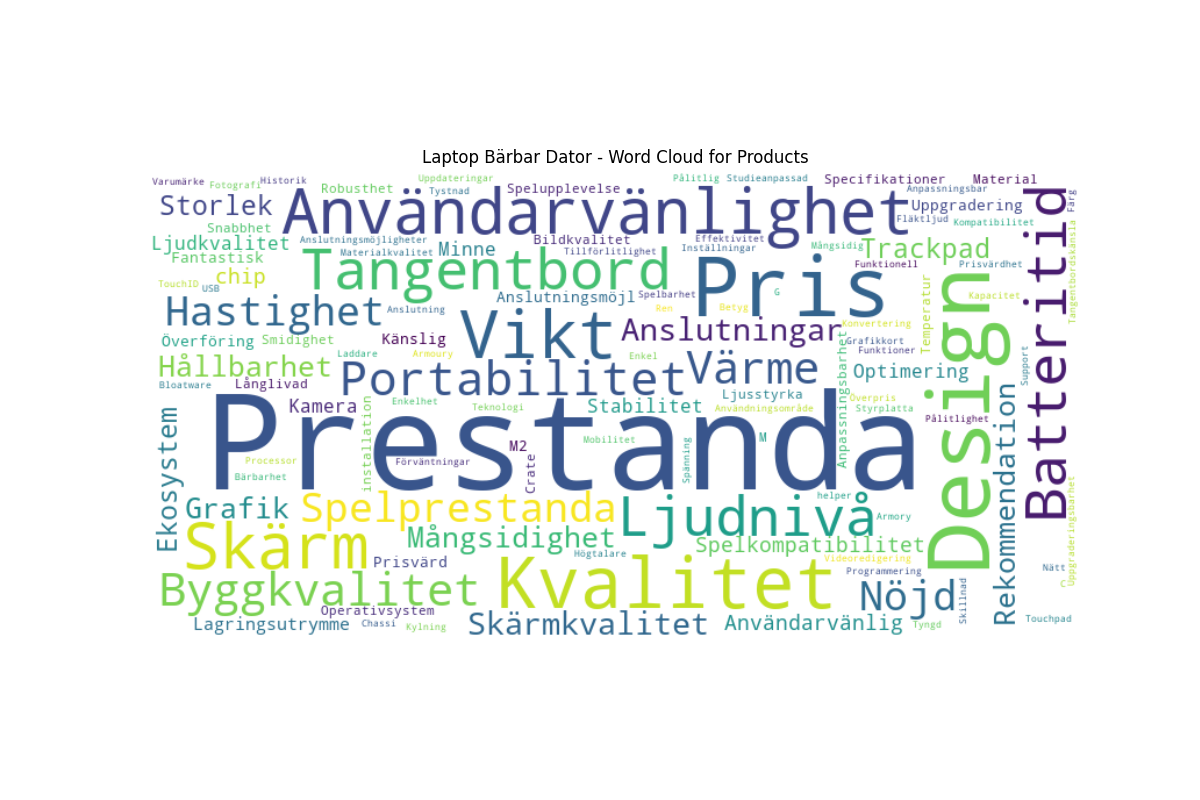 Laptop Bärbar Dator - Word Cloud for Products
Varumärke
Fotografi
Historik
Uppdateringar
Pålitlig
Studieanpassad
Specifikationer
Material
Robusthet
Tystnad
Spelupplevelse
Anpassningsbar
Storlek
Användarvänlighet
Uppgradering
Färg
Snabbhet
Fläktljud
Kompatibilitet
Ljudkvalitet
Anslutningsmöjligheter
Minne
Bildkvalitet
Effektivitet
Mångsidig
Trackpad
Batteritid
Fantastisk
Materialkvalitet
Tillförlitlighet
Inställningar
Tangentbord
Pris
Funktionell
Prisvärdhet
Tangentbordskänsla
chip
TouchID
USB
Anslutningsmöjl
Spelbarhet
G
Kapacitet
Design
Temperatur
Hastighet
Anslutning
Vikt
Ren
Betyg
Anslutningar
Konvertering
Överföring
Smidighet
Känslig
Grafikkort
Funktioner
Laddare
Armoury
Enkel
Support
Hållbarhet
Portabilitet
Värme
Optimering
Bloatware
Långlivad
Ljusstyrka
Anpassningsbarhet
Överpris
Kamera
Enkelhet
Teknologi
Stabilitet
Användningsområde
Styrplatta
Pålitlighet
Prestanda
Ekosystem
installation
M2
Mobilitet
Spänning
M
Rekommendation
Processor
Förväntningar
Crate
Bärbarhet
Uppgraderingsbarhet
Grafik
Spelprestanda
Ljudnivå
helper
Armory
Skärm
Mångsidighet
Spelkompatibilitet
Högtalare
Videoredigering
Prisvärd
Programmering
Nätt
Byggkvalitet
Kvalitet
Nöjd
Skillnad
C
Operativsystem
Lagringsutrymme
Chassi
Kylning
Skärmkvalitet
Användarvänlig
Tyngd
Touchpad